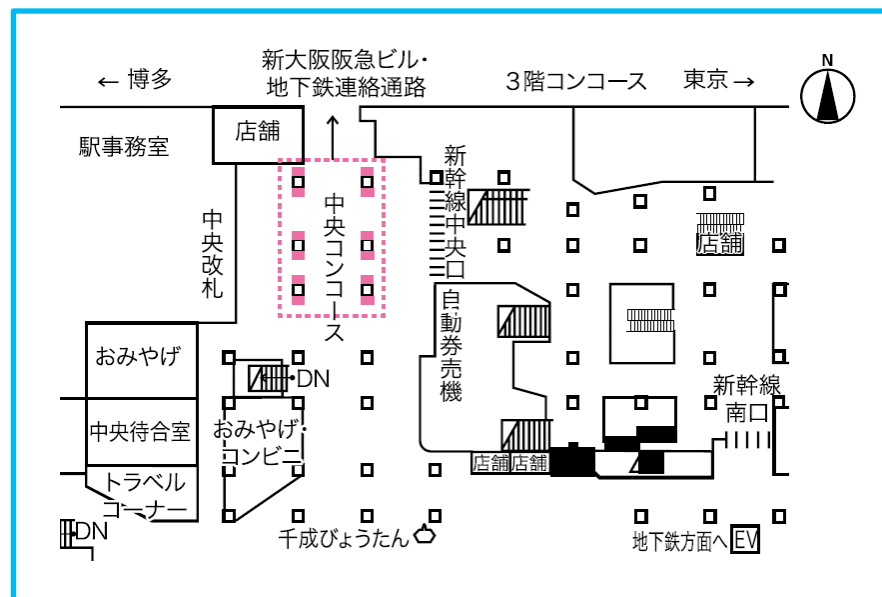 新大阪阪急ビル・
地下鉄連絡通路
← 博多
３階コンコース
東京 →
N
駅事務室
店舗
中央改札
中央コンコース
新幹線中央口
店舗
自動券売機
おみやげ
DN
中央待合室
おみやげ・
コンビニ
新幹線
南口
トラベル
コーナー
店舗
店舗
DN
千成びょうたん
地下鉄方面へ
EV